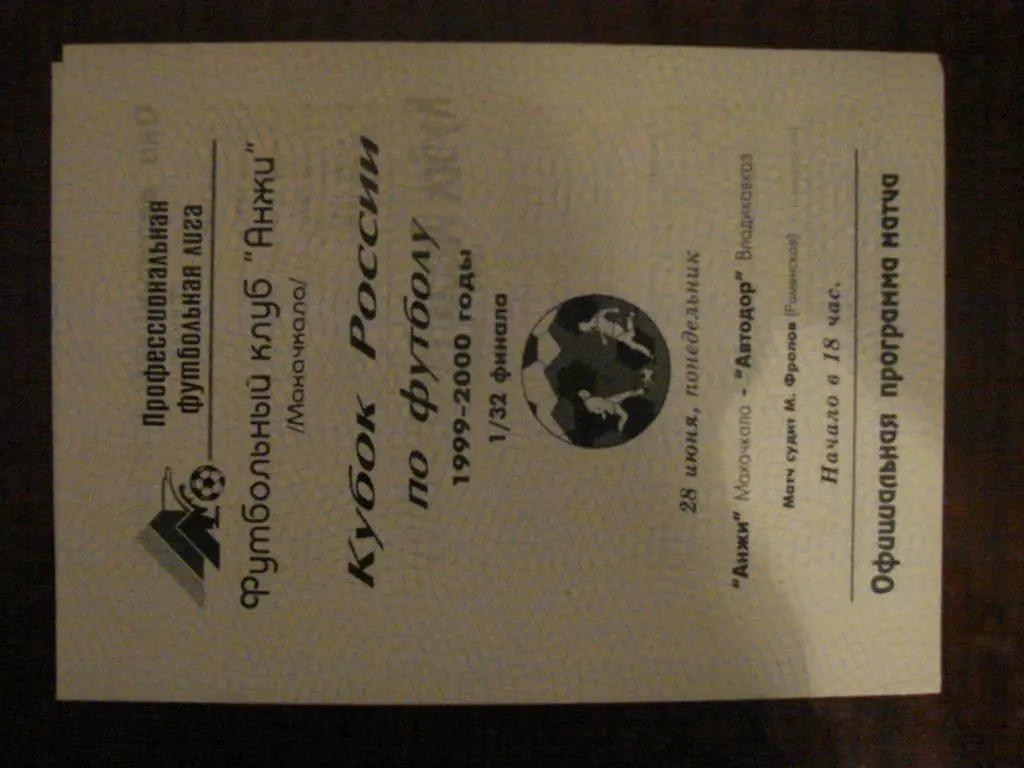 Профессиональная
футбольная лига
Футбольный клуб "Анжи"
/Махачкала/
Кубок России
по футболу
1999-2000 годы
1/32 финала
28 июня, понедельник
"Анжи" Махачкала - "Автодор" Владикавказ
Матч судит М. Фролов (Раменское)
Начало в 18 час.
Официальная программа матча